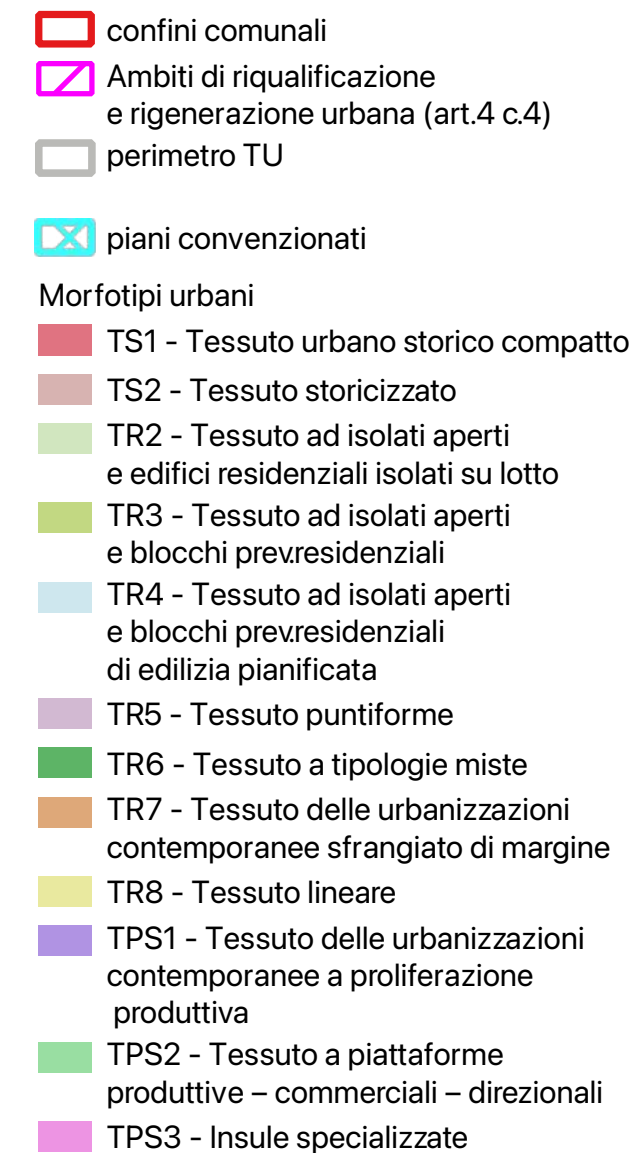 confini comunali
Ambiti di riqualificazione
e rigenerazione urbana (art.4 c.4)
perimetro TU
piani convenzionati
Morfotipi urbani
TS1 - Tessuto urbano storico compatto
TS2 - Tessuto storicizzato
TR2 - Tessuto ad isolati aperti
e edifici residenziali isolati su lotto
TR3 - Tessuto ad isolati aperti
e blocchi prev.residenziali
TR4 - Tessuto ad isolati aperti
e blocchi prev.residenziali
di edilizia pianificata
TR5 - Tessuto puntiforme
TR6 - Tessuto a tipologie miste
TR7 - Tessuto delle urbanizzazioni
contemporanee sfrangiato di margine
TR8 - Tessuto lineare
TPS1 - Tessuto delle urbanizzazioni
contemporanee a proliferazione
produttiva
TPS2 - Tessuto a piattaforme
produttive – commerciali – direzionali
TPS3 - Insule specializzate